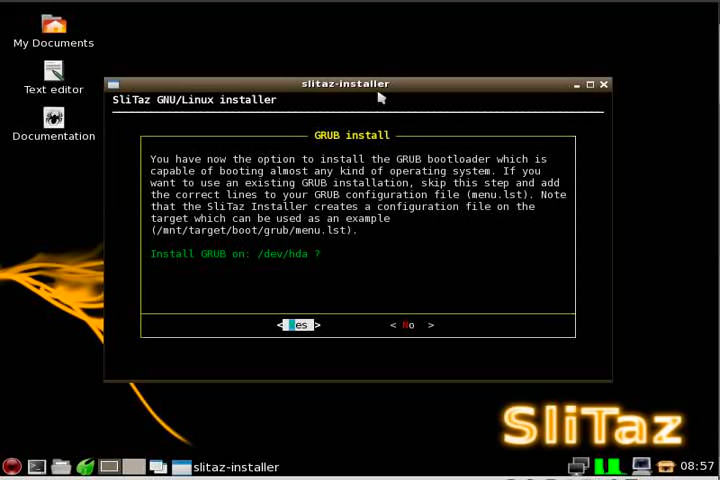 My Documents
Text editor
Documentation
slitaz-installer
SliTaz GNU/Linux installer
GRUB install
You have now the option to install the GRUB bootloader which is
capable of booting almost any kind of operating system. If you
want to use an existing GRUB installation, skip this step and add
the correct lines to your GRUB configuration file (menu.lst). Note
that the SliTaz Installer creates a configuration file on the
target which can be used as an example
(/mnt/target/boot/grub/menu.lst).
Install GRUB on: /dev/hda ?
<Yes> < No >
SliTaz
slitaz-installer
08:57